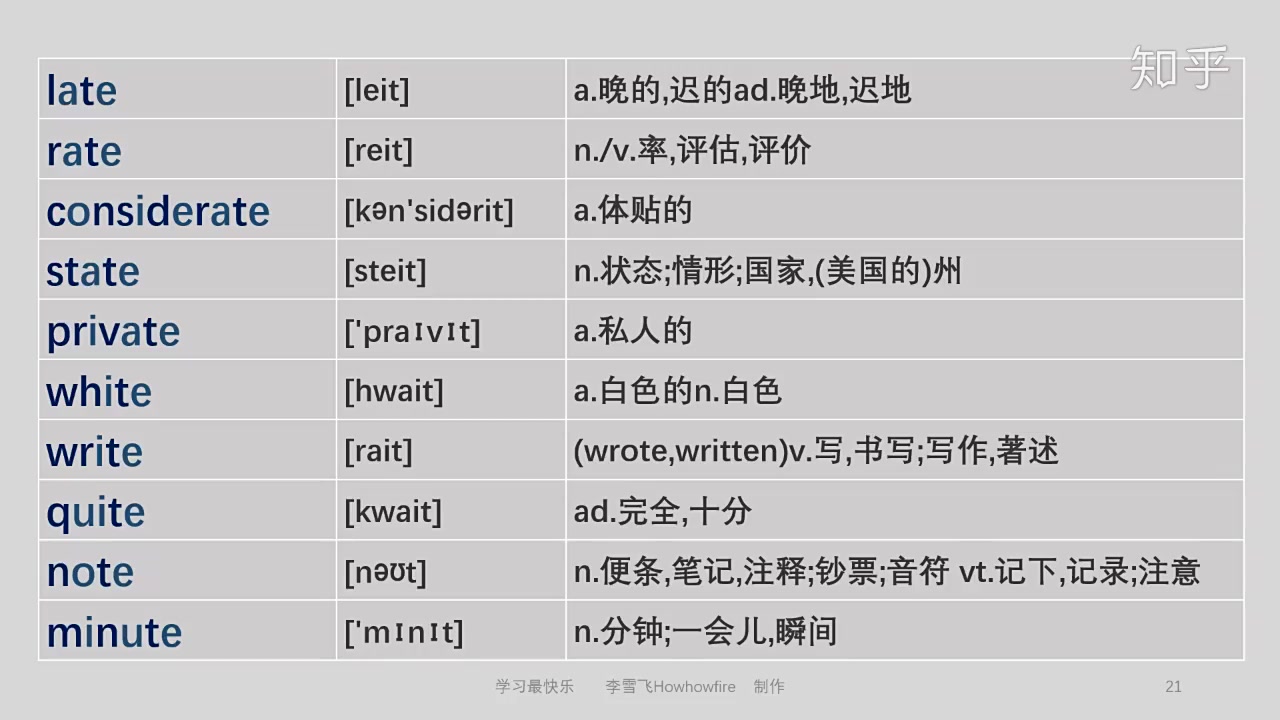 知乎
late [leit] a.晚的,迟的ad.晚地,迟地
rate [reit] n./v.率,评估,评价
considerate [kən'sidərit] a.体贴的
state [steit] n.状态;情形;国家,(美国的)州
private ['praɪvɪt] a.私人的
white [hwait] a.白色的n.白色
write [rait] (wrote,written)v.写,书写;写作,著述
quite [kwait] ad.完全,十分
note [nəʊt] n.便条,笔记,注释;钞票;音符 vt.记下,记录;注意
minute ['mɪnɪt] n.分钟;一会儿,瞬间
学习最快乐 李雪飞Howhowfire 制作 21